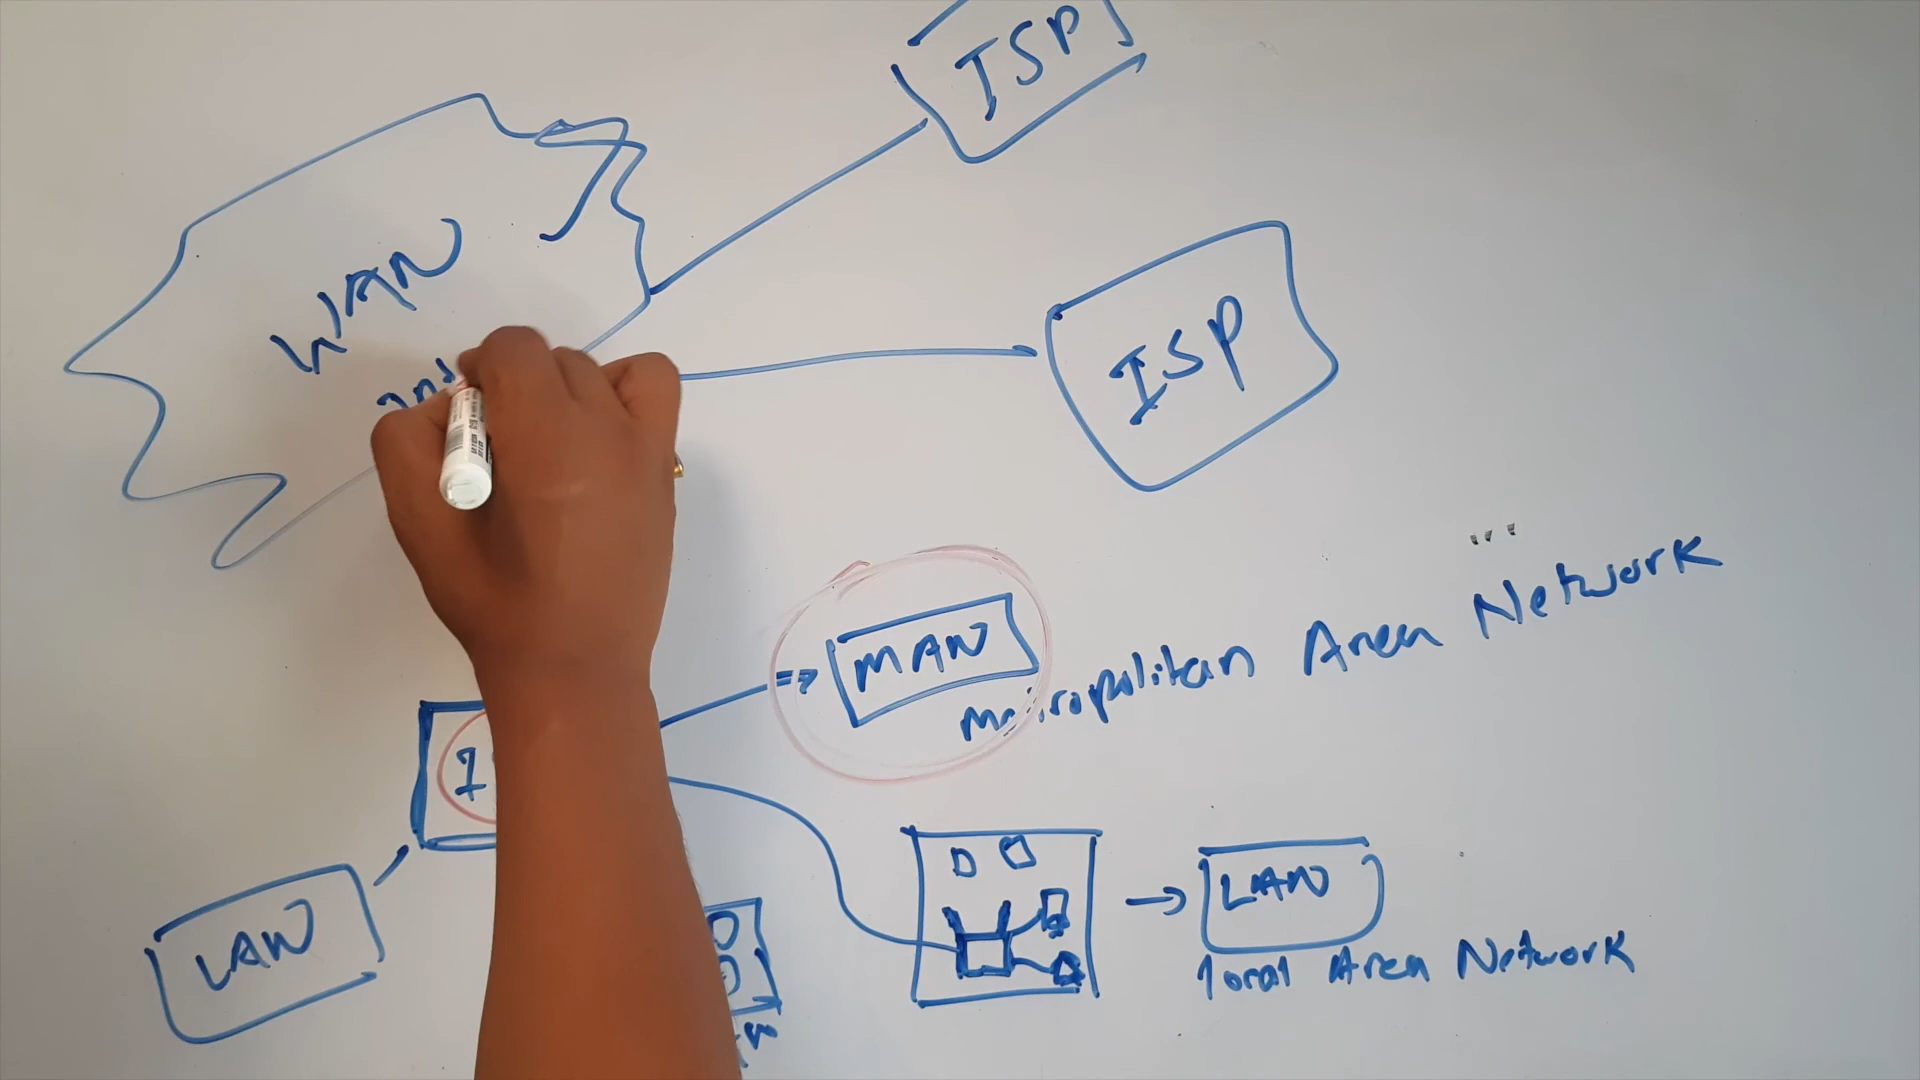 ISP
WAN
ISP
MAN
Metropolitan Area Network
I
LAN
LAN
local Area Network